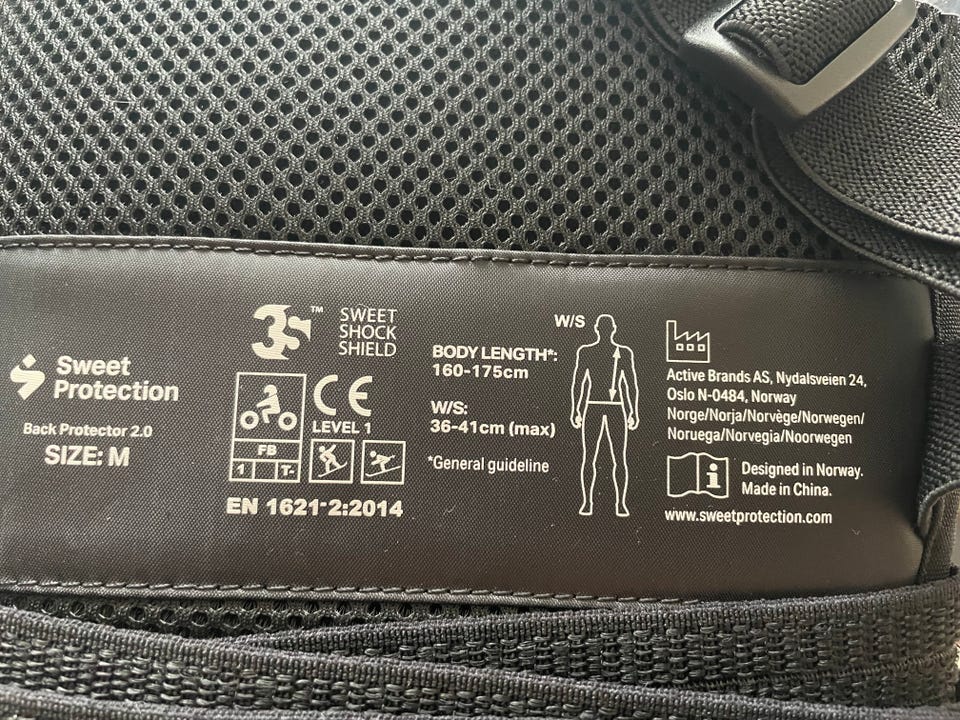 Sweet
Protection
Back Protector 2.0
SIZE: M
3S™
SWEET
SHOCK
SHIELD
CE
LEVEL 1
FB
1 T-
EN 1621-2:2014
BODY LENGTH*:
160-175cm
W/S:
36-41cm (max)
*General guideline
W/S
Active Brands AS, Nydalsveien 24,
Oslo N-0484, Norway
Norge/Norja/Norvège/Norwegen/
Noruega/Norvegia/Noorwegen
i
Designed in Norway.
Made in China.
www.sweetprotection.com